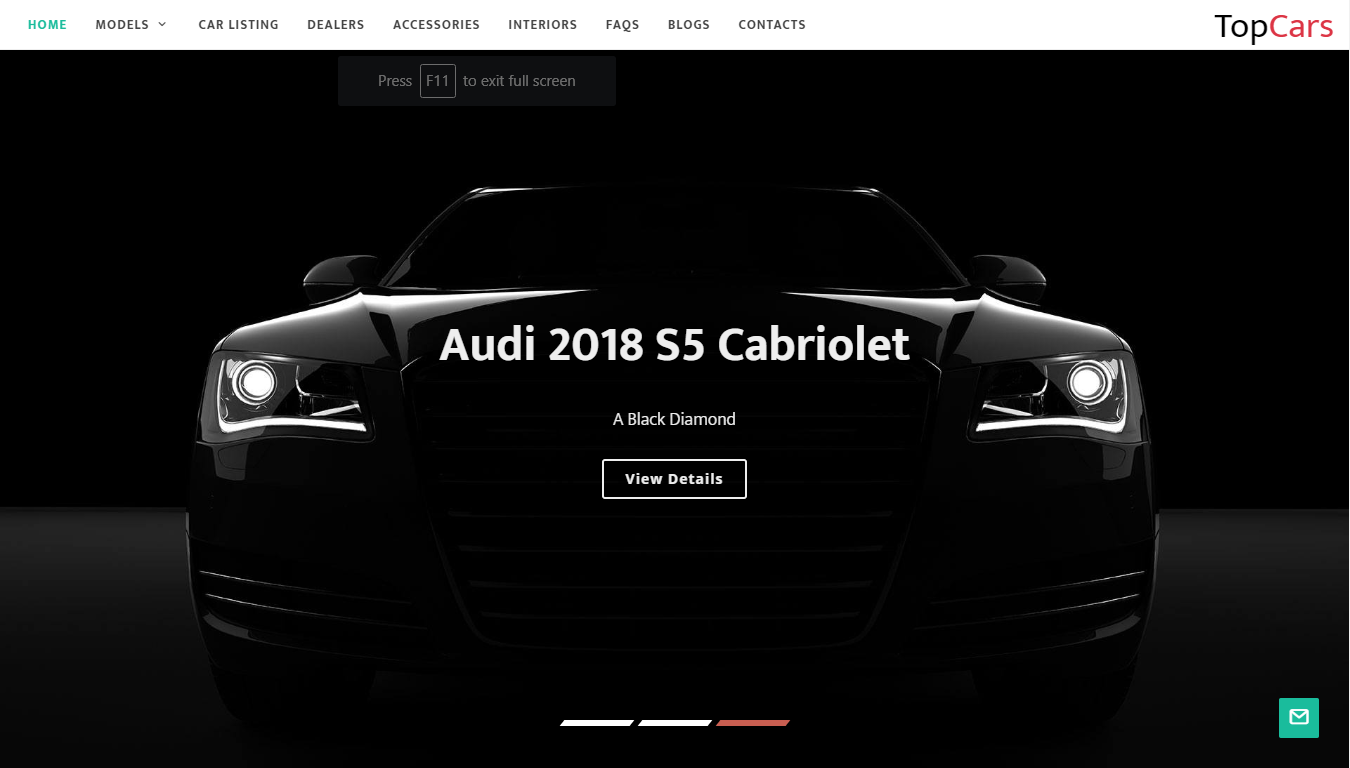 HOME MODELS CAR LISTING DEALERS ACCESSORIES INTERIORS FAQS BLOGS CONTACTS TopCars
Press F11 to exit full screen
Audi 2018 S5 Cabriolet
A Black Diamond
View Details